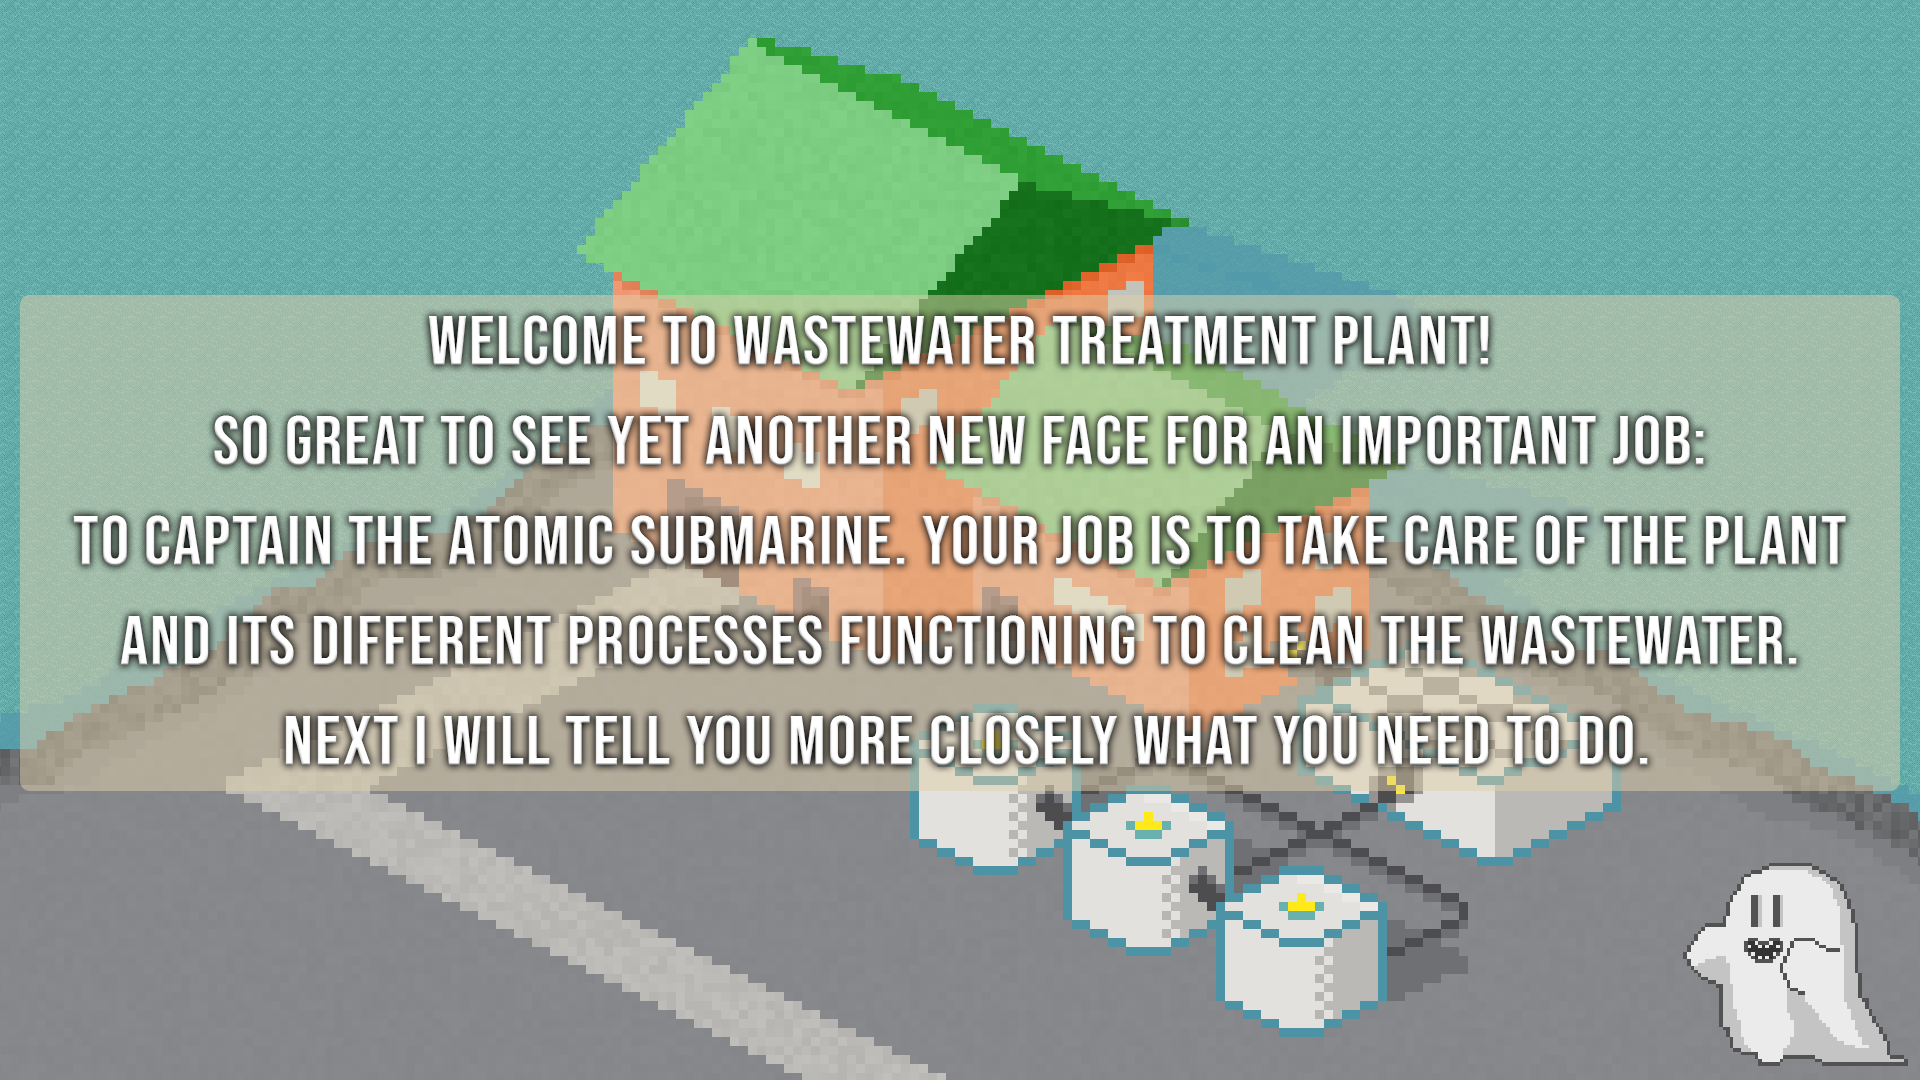 WELCOME TO WASTEWATER TREATMENT PLANT!
SO GREAT TO SEE YET ANOTHER NEW FACE FOR AN IMPORTANT JOB:
TO CAPTAIN THE ATOMIC SUBMARINE. YOUR JOB IS TO TAKE CARE OF THE PLANT
AND ITS DIFFERENT PROCESSES FUNCTIONING TO CLEAN THE WASTEWATER.
NEXT I WILL TELL YOU MORE CLOSELY WHAT YOU NEED TO DO.